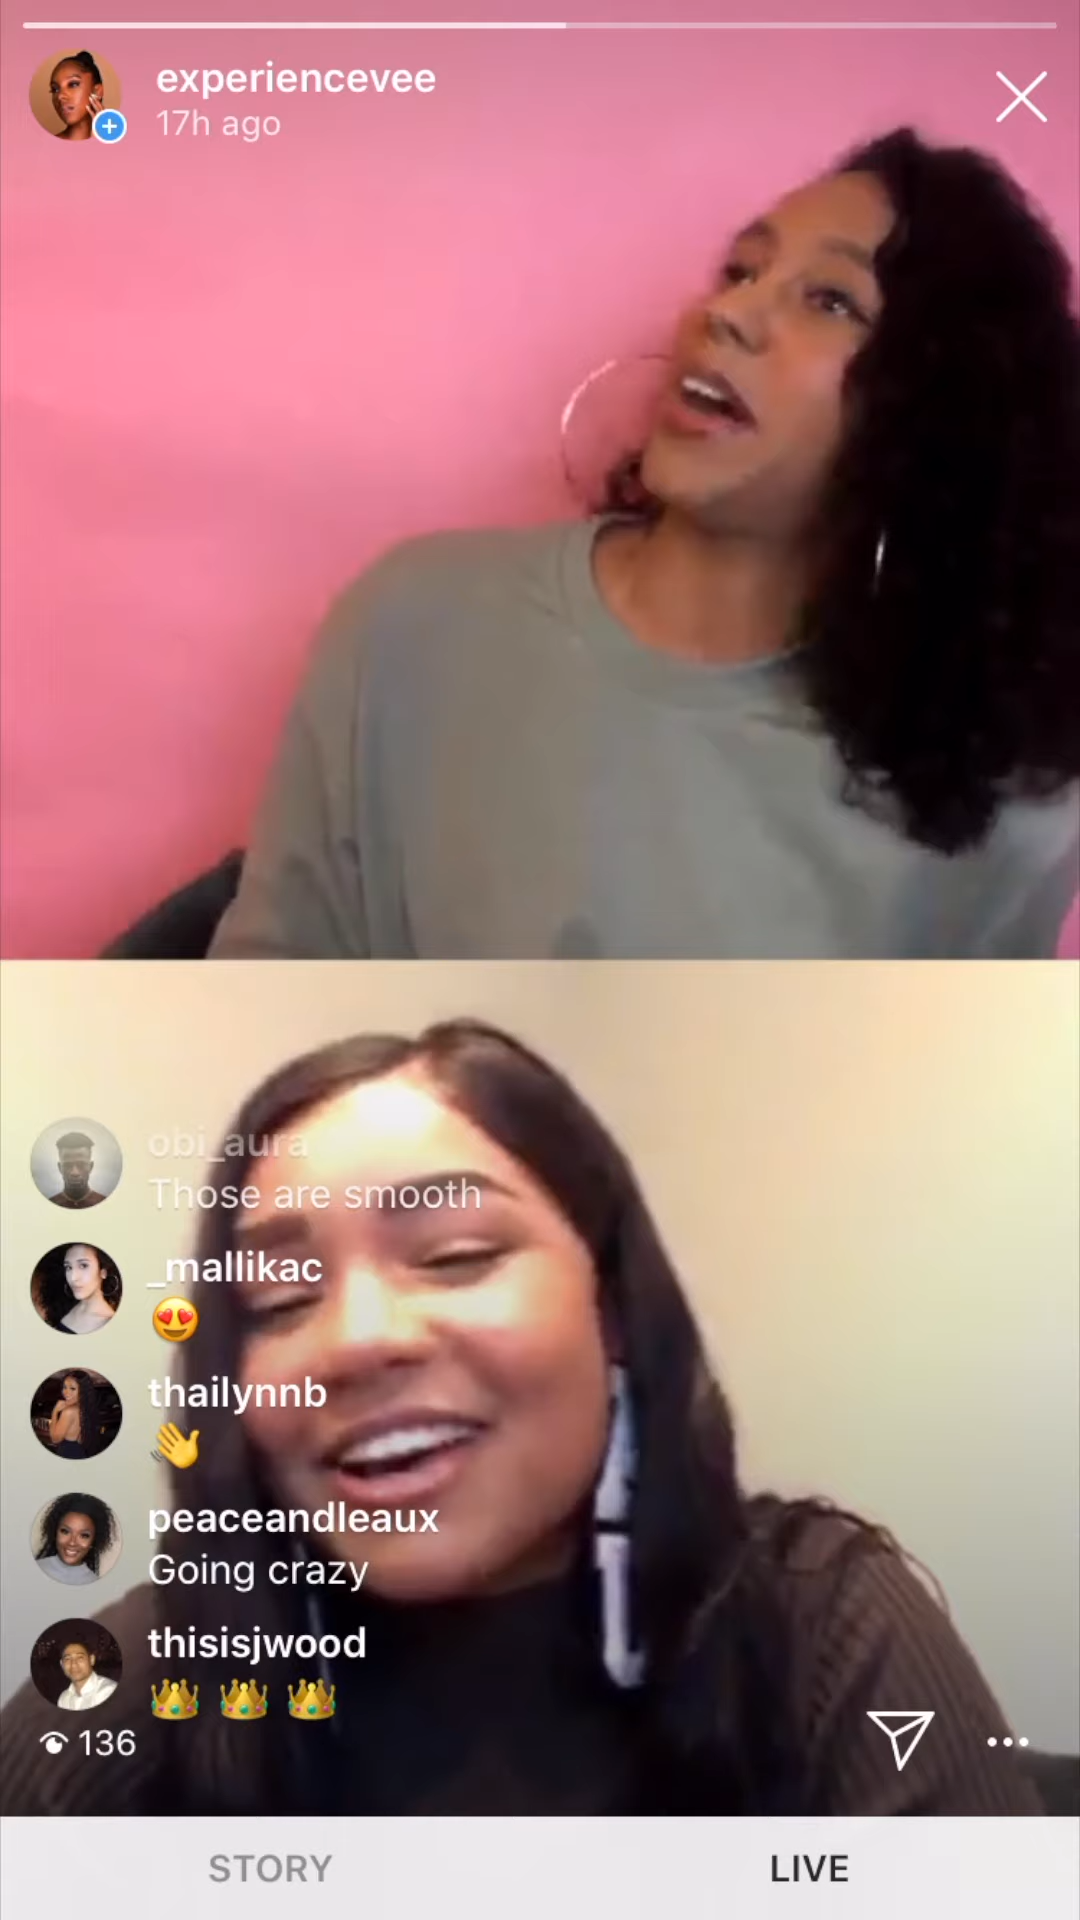 experiencevee
17h ago
obi_aura
Those are smooth
_mallikac
😍
thailynnb
👋
peaceandleaux
Going crazy
thisisjwood
👑 👑 👑
136
STORY LIVE